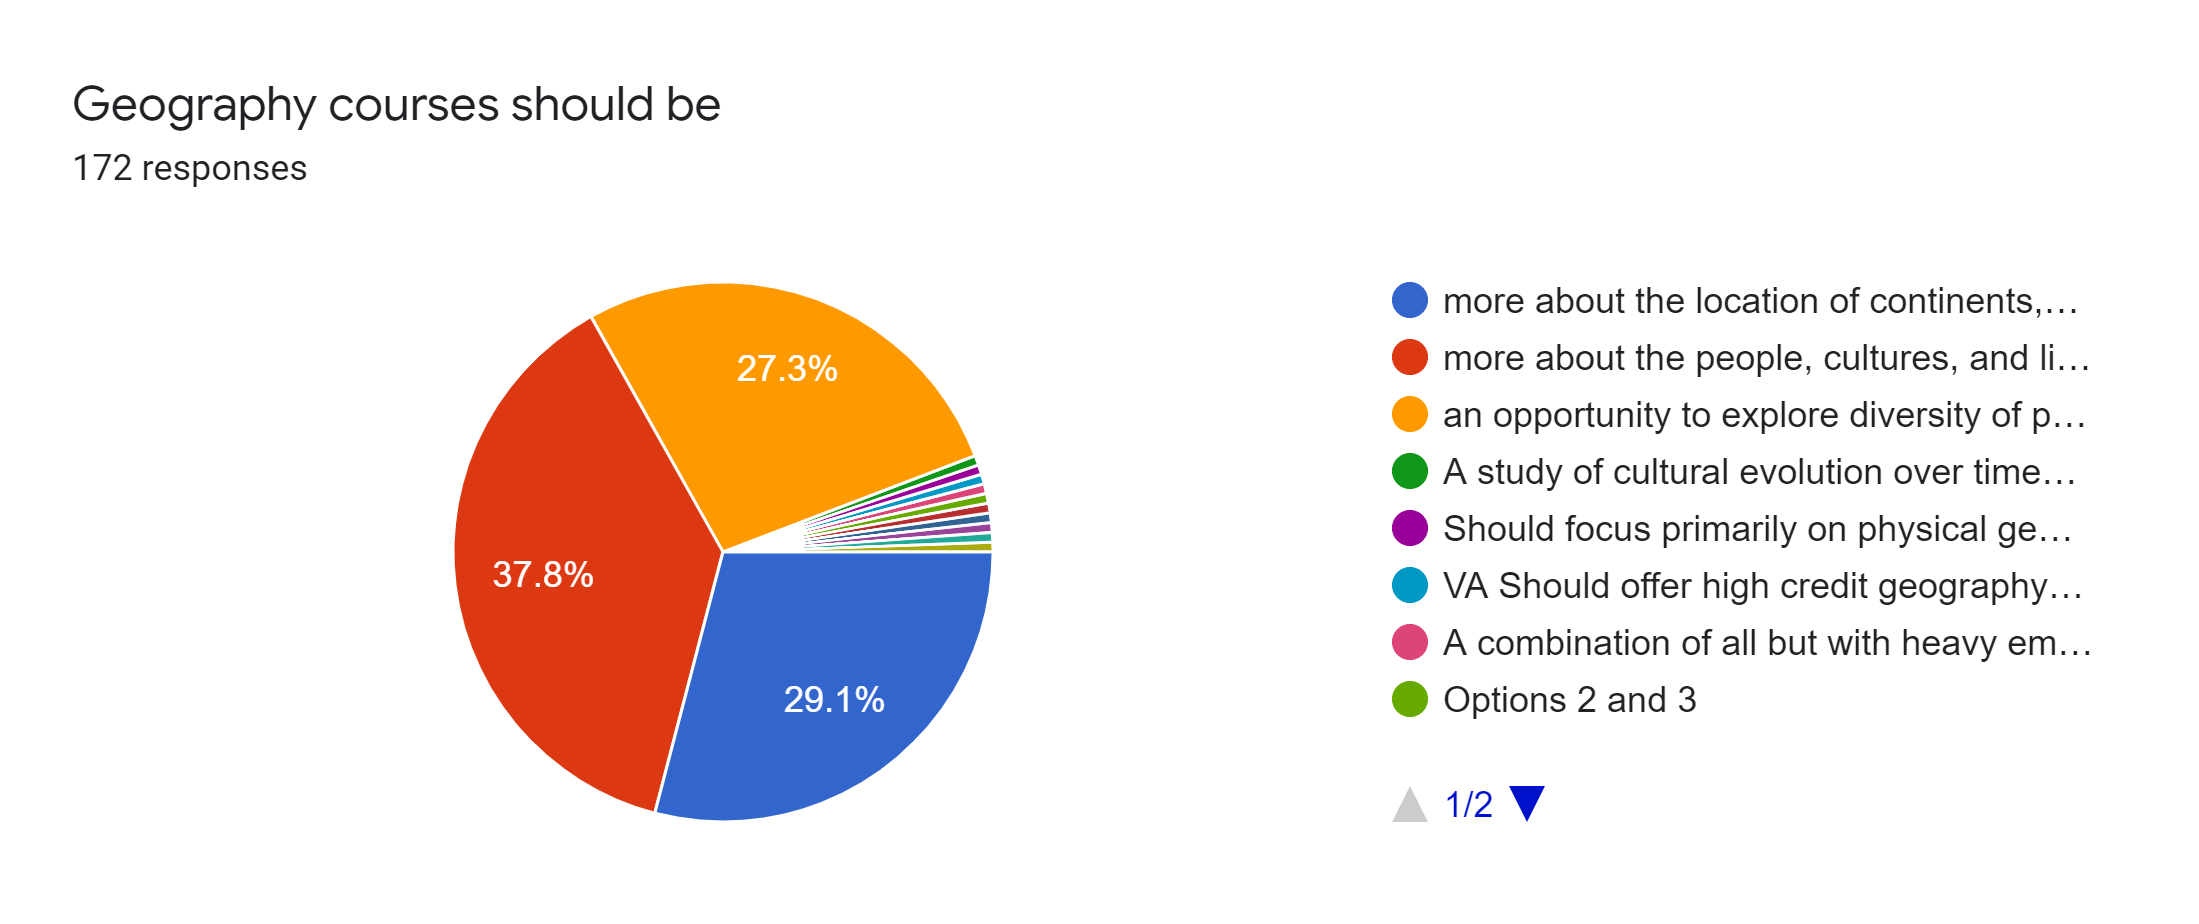 Geography courses should be
172 responses
27.3%
37.8%
29.1%
more about the location of continents,…
more about the people, cultures, and li…
an opportunity to explore diversity of p…
A study of cultural evolution over time…
Should focus primarily on physical ge…
VA Should offer high credit geography…
A combination of all but with heavy em…
Options 2 and 3
1/2